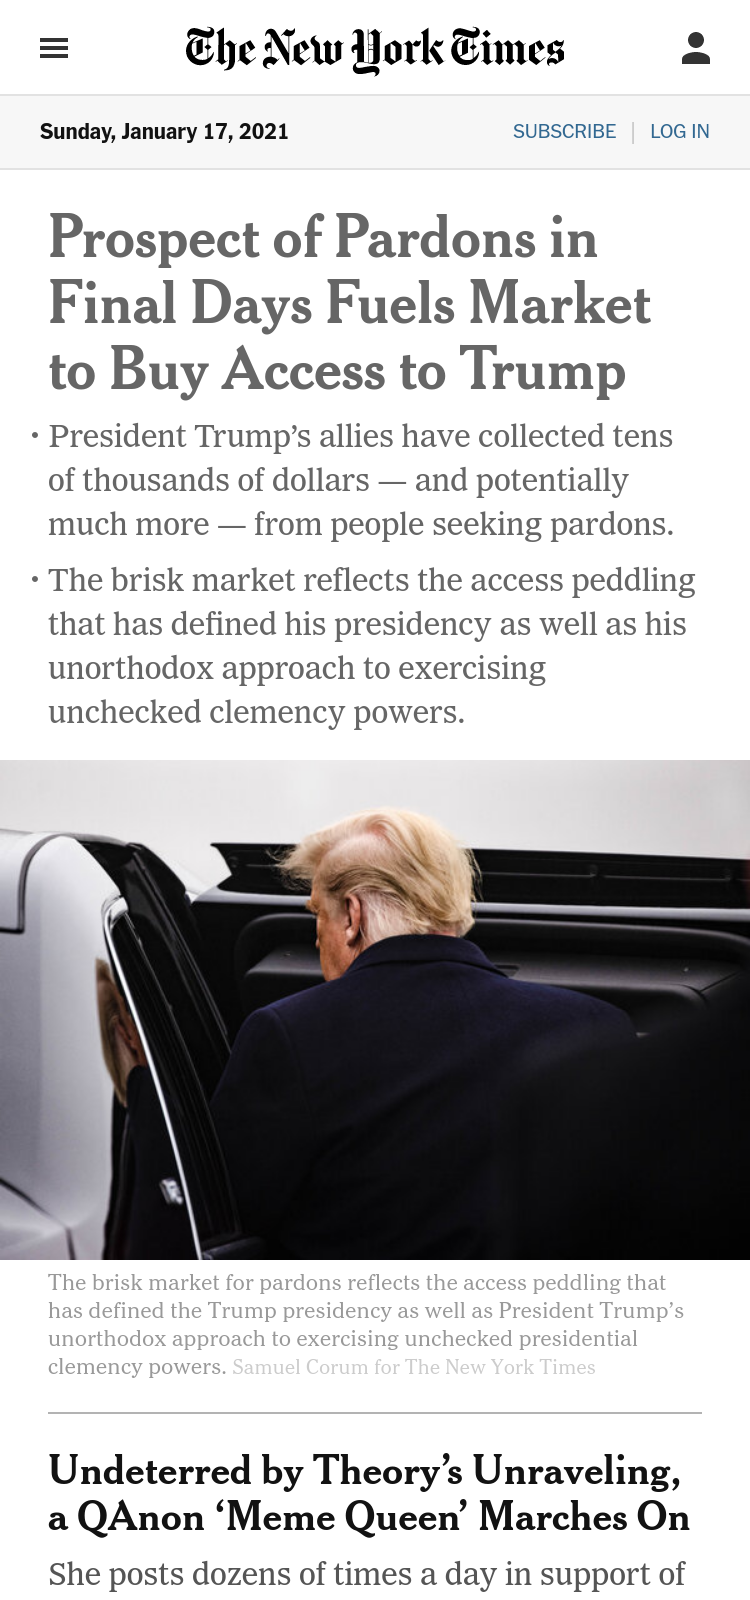 The New York Times
Sunday, January 17, 2021
SUBSCRIBE | LOG IN
Prospect of Pardons in
Final Days Fuels Market
to Buy Access to Trump
• President Trump’s allies have collected tens
of thousands of dollars — and potentially
much more — from people seeking pardons.
• The brisk market reflects the access peddling
that has defined his presidency as well as his
unorthodox approach to exercising
unchecked clemency powers.
The brisk market for pardons reflects the access peddling that
has defined the Trump presidency as well as President Trump’s
unorthodox approach to exercising unchecked presidential
clemency powers. Samuel Corum for The New York Times
Undeterred by Theory’s Unraveling,
a QAnon ‘Meme Queen’ Marches On
She posts dozens of times a day in support of